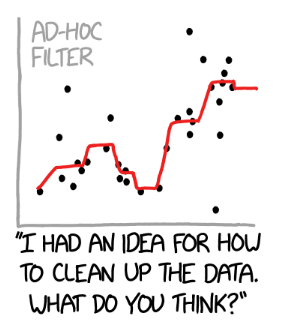 AD-HOC
FILTER
"I HAD AN IDEA FOR HOW
TO CLEAN UP THE DATA.
WHAT DO YOU THINK?"